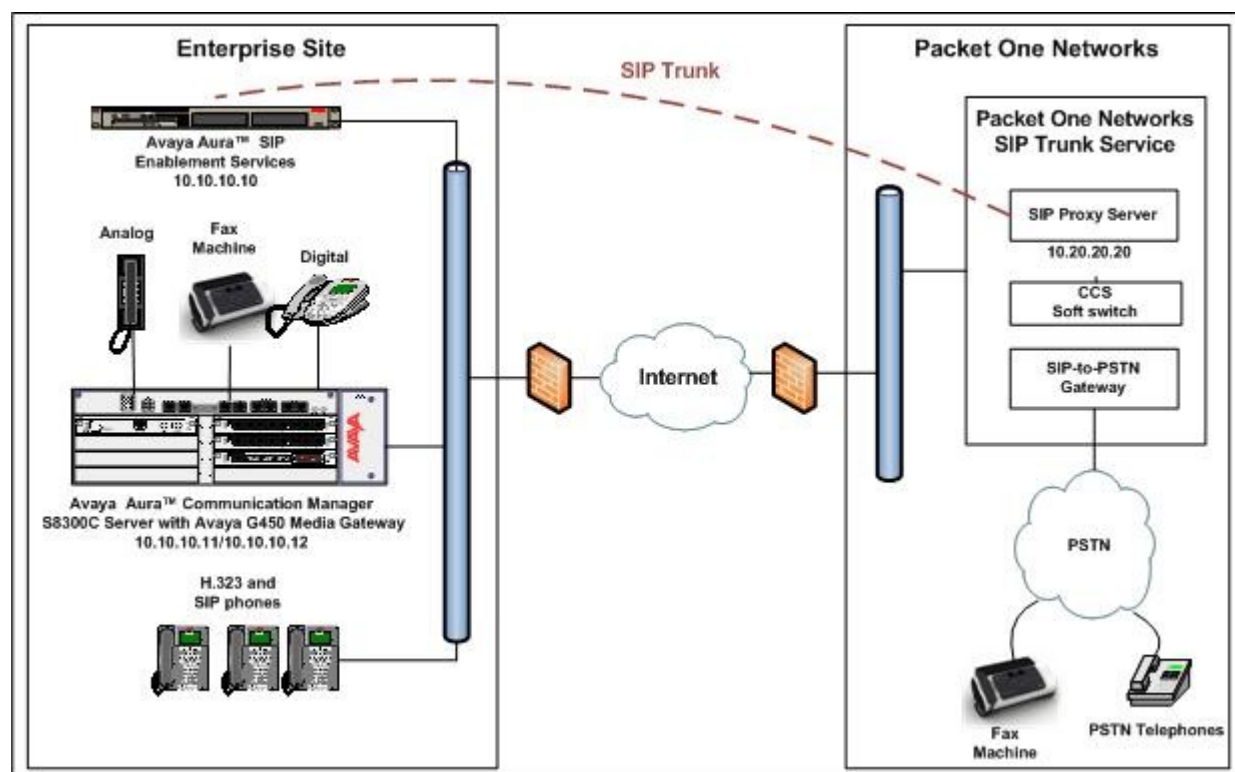 Enterprise Site
SIP Trunk
Packet One Networks
Avaya Aura™ SIP
Enablement Services
10.10.10.10
Packet One Networks
SIP Trunk Service
SIP Proxy Server
10.20.20.20
CCS
Soft switch
SIP-to-PSTN
Gateway
Analog
Fax
Machine
Digital
Internet
AVAYA
Avaya Aura™ Communication Manager
S8300C Server with Avaya G450 Media Gateway
10.10.10.11/10.10.10.12
H.323 and
SIP phones
PSTN
Fax
Machine
PSTN Telephones